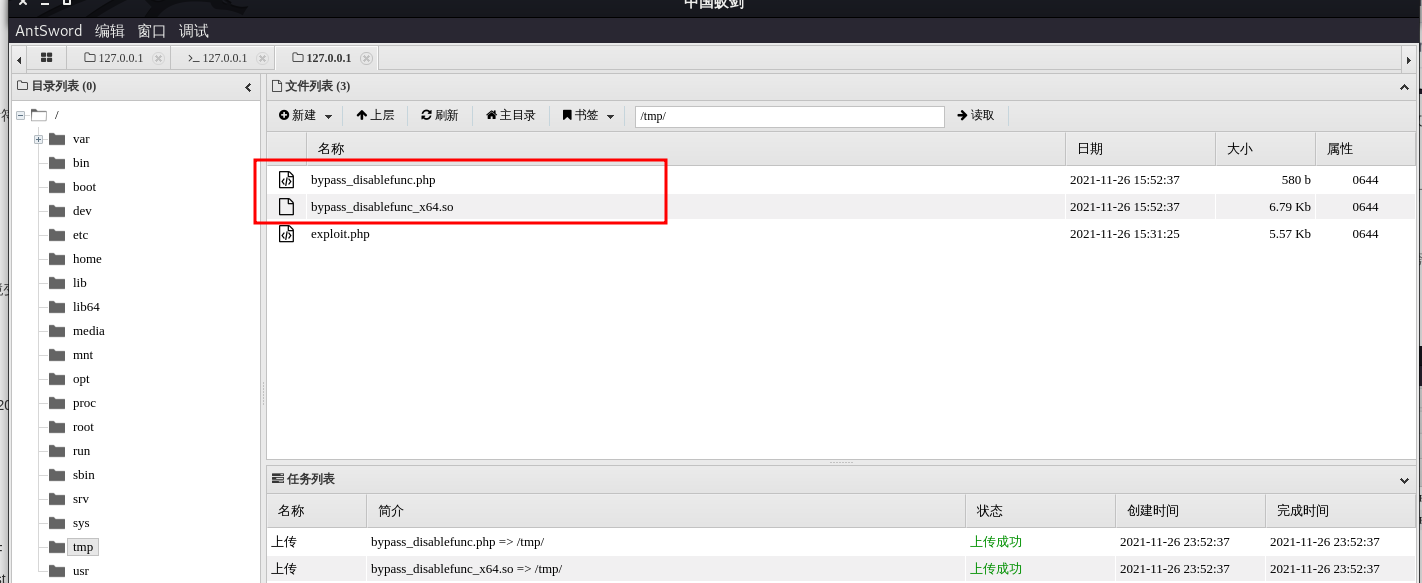 中国蚁剑
AntSword 编辑 窗口 调试
127.0.0.1 127.0.0.1 127.0.0.1
目录列表 (0)
文件列表 (3)
新建 上层 刷新 主目录 书签 /tmp/ 读取
/
var
bin
boot
dev
etc
home
lib
lib64
media
mnt
opt
proc
root
run
sbin
srv
sys
tmp
usr
名称 日期 大小 属性
bypass_disablefunc.php 2021-11-26 15:52:37 580 b 0644
bypass_disablefunc_x64.so 2021-11-26 15:52:37 6.79 Kb 0644
exploit.php 2021-11-26 15:31:25 5.57 Kb 0644
任务列表
名称 简介 状态 创建时间 完成时间
上传 bypass_disablefunc.php => /tmp/ 上传成功 2021-11-26 23:52:37 2021-11-26 23:52:37
上传 bypass_disablefunc_x64.so => /tmp/ 上传成功 2021-11-26 23:52:37 2021-11-26 23:52:37